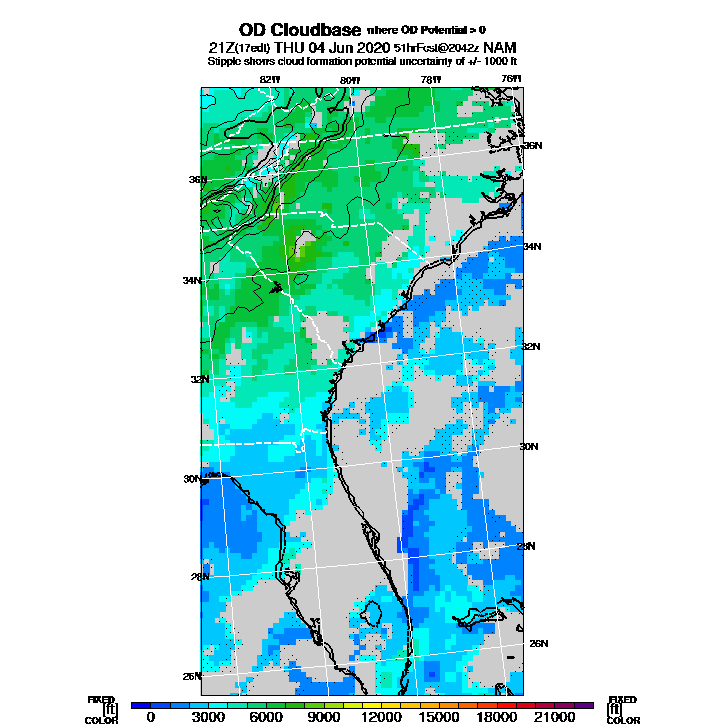 OD Cloudbase where OD Potential > 0
21Z(17edt) THU 04 Jun 2020 51hrFcst@2042z NAM
Stipple shows cloud formation potential uncertainty of +/- 1000 ft
82W 80W 78W 76W
36N
36N
34N
34N
32N
32N
30N
30N
28N
28N
26N
26N
FIXED FIXED
[ft] [ft]
COLOR COLOR
0 3000 6000 9000 12000 15000 18000 21000